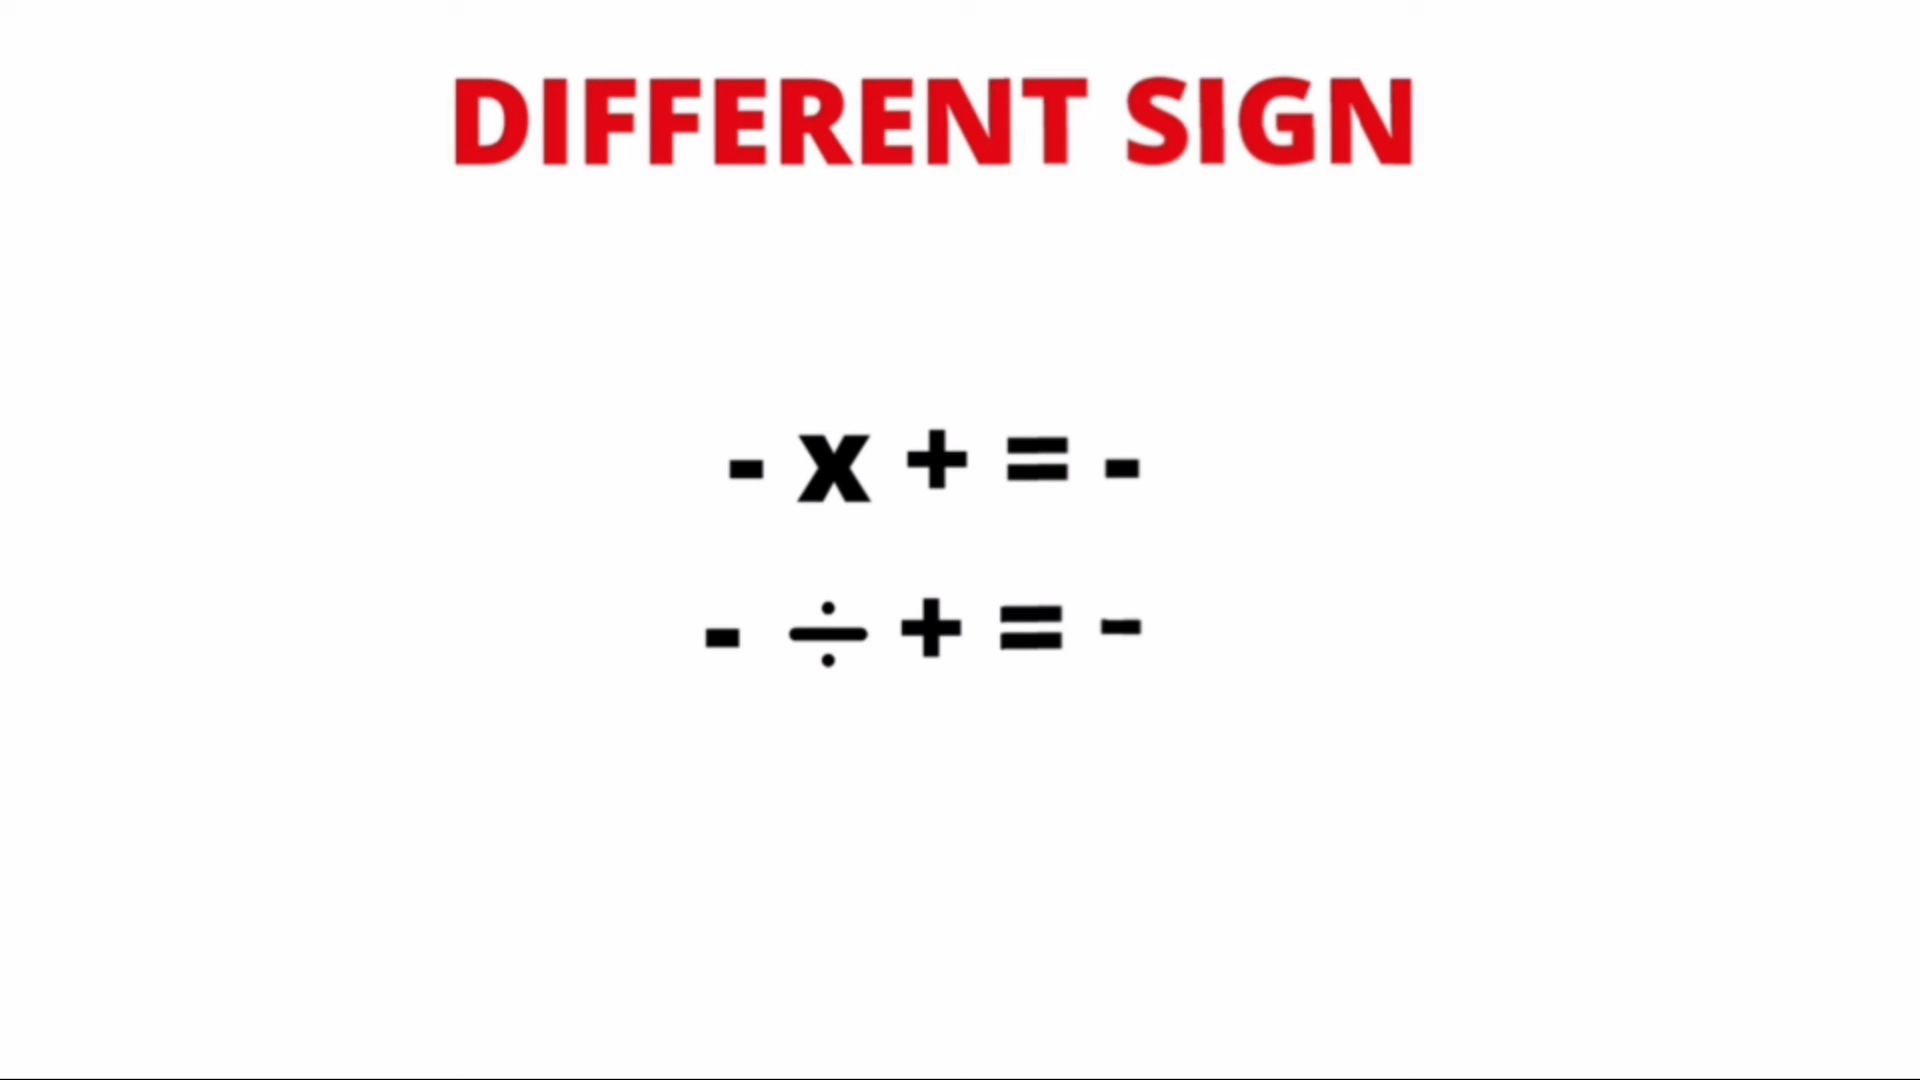 DIFFERENT SIGN
- x + = -
- ÷ + = -